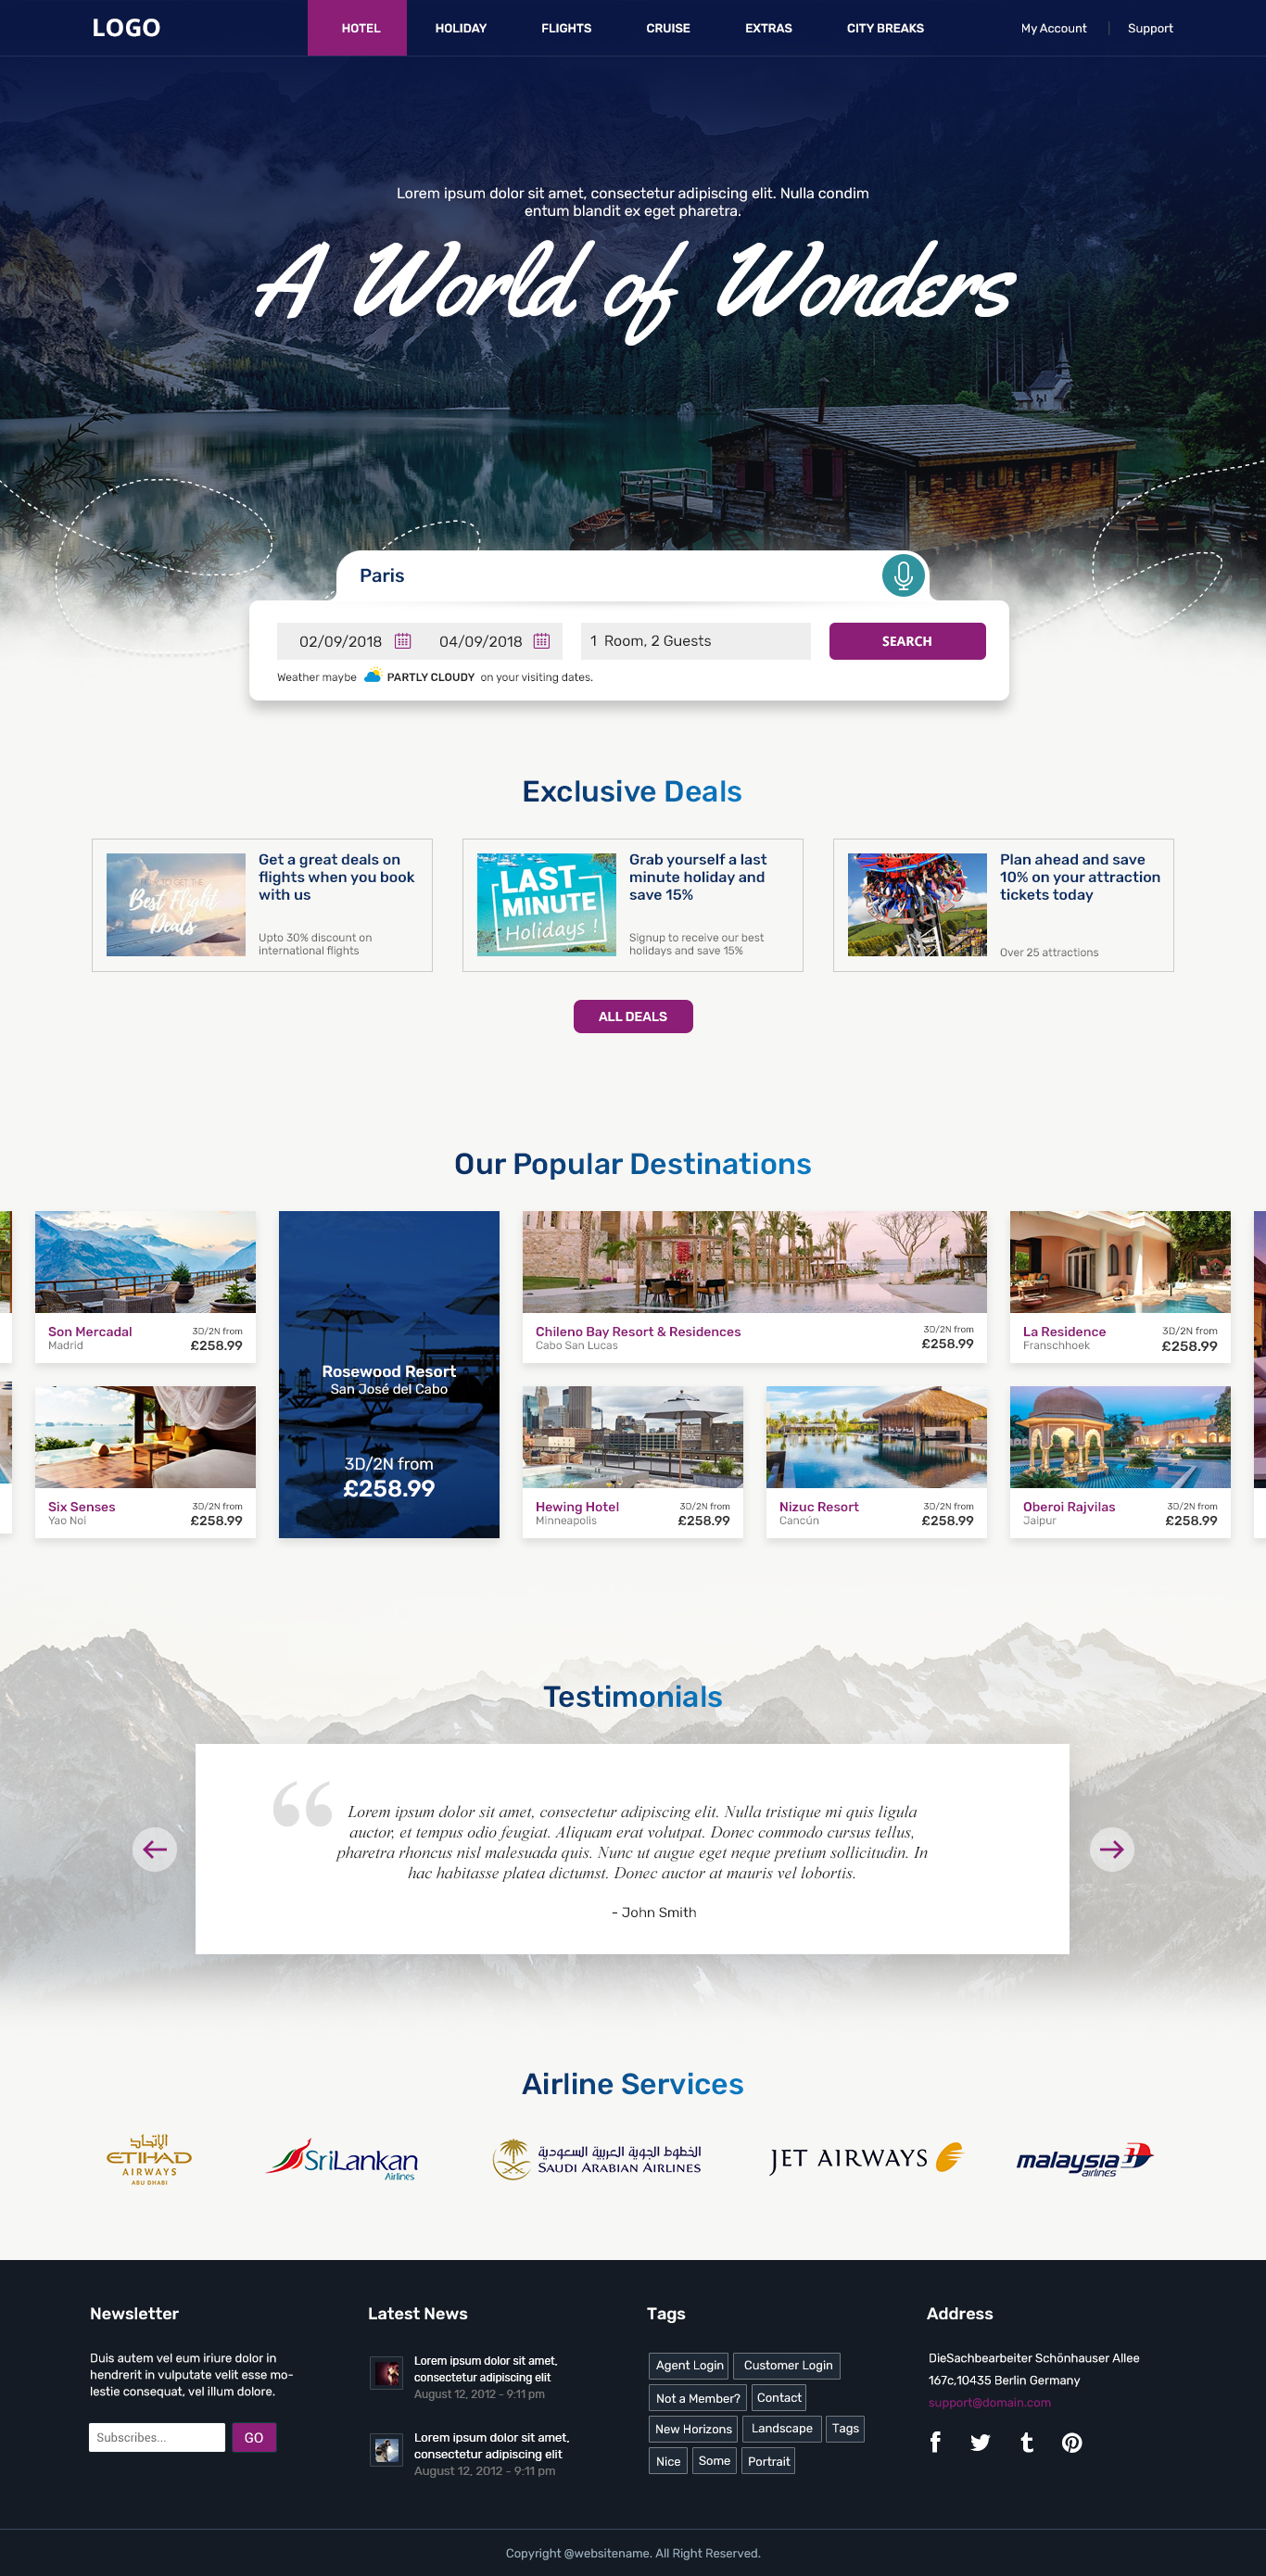 LOGO
HOTEL
HOLIDAY
FLIGHTS
CRUISE
EXTRAS
CITY BREAKS
My Account
Support
Lorem ipsum dolor sit amet, consectetur adipiscing elit. Nulla condim
entum blandit ex eget pharetra.
A World of Wonders
Paris
02/09/2018
04/09/2018
1 Room, 2 Guests
SEARCH
Weather maybe PARTLY CLOUDY on your visiting dates.
Exclusive Deals
Best Flight
Deals
Get a great deals on
flights when you book
with us
Upto 30% discount on
international flights
LAST
MINUTE
Holidays !
Grab yourself a last
minute holiday and
save 15%
Signup to receive our best
holidays and save 15%
Plan ahead and save
10% on your attraction
tickets today
Over 25 attractions
ALL DEALS
Our Popular Destinations
Son Mercadal
Madrid
3D/2N from
£258.99
Rosewood Resort
San José del Cabo
3D/2N from
£258.99
Chileno Bay Resort & Residences
Cabo San Lucas
3D/2N from
£258.99
La Residence
Franschhoek
3D/2N from
£258.99
Six Senses
Yao Noi
3D/2N from
£258.99
Hewing Hotel
Minneapolis
3D/2N from
£258.99
Nizuc Resort
Cancún
3D/2N from
£258.99
Oberoi Rajvilas
Jaipur
3D/2N from
£258.99
Testimonials
Lorem ipsum dolor sit amet, consectetur adipiscing elit. Nulla tristique mi quis ligula
auctor, et tempus odio feugiat. Aliquam erat volutpat. Donec commodo cursus tellus,
pharetra rhoncus nisl malesuada quis. Nunc ut augue eget neque pretium sollicitudin. In
hac habitasse platea dictumst. Donec auctor at mauris vel lobortis.
- John Smith
Airline Services
الإتحاد
ETIHAD
AIRWAYS
ABU DHABI
SriLankan
Airlines
الخطوط الجوية العربية السعودية
SAUDI ARABIAN AIRLINES
JET AIRWAYS
malaysia
airlines
Newsletter
Duis autem vel eum iriure dolor in
hendrerit in vulputate velit esse mo-
lestie consequat, vel illum dolore.
Subscribes...
GO
Latest News
Lorem ipsum dolor sit amet,
consectetur adipiscing elit
August 12, 2012 - 9:11 pm
Lorem ipsum dolor sit amet,
consectetur adipiscing elit
August 12, 2012 - 9:11 pm
Tags
Agent Login
Customer Login
Not a Member?
Contact
New Horizons
Landscape
Tags
Nice
Some
Portrait
Address
DieSachbearbeiter Schönhauser Allee
167c,10435 Berlin Germany
support@domain.com
Copyright @websitename. All Right Reserved.